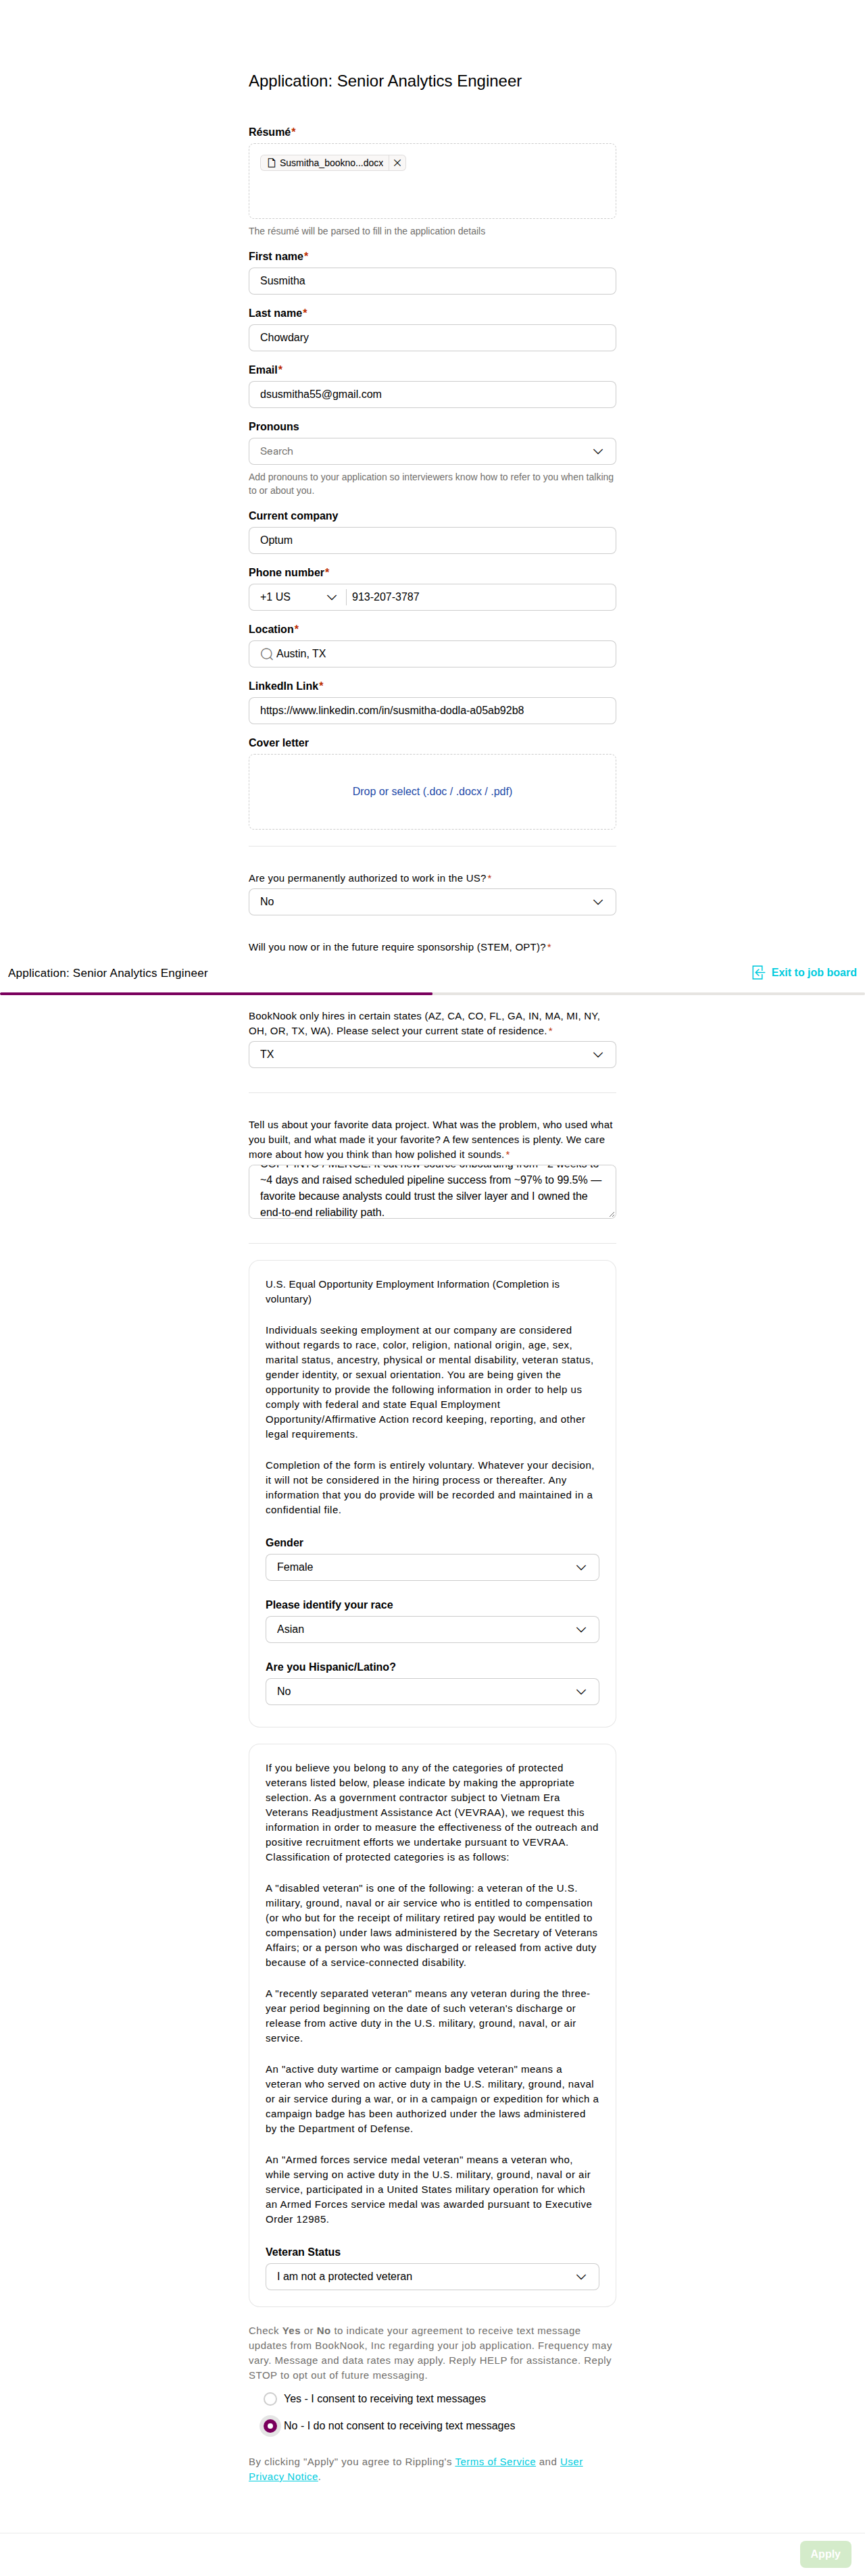 Application: Senior Analytics Engineer
Résumé*
Susmitha_bookno...docx
The résumé will be parsed to fill in the application details
First name*
Susmitha
Last name*
Chowdary
Email*
dsusmitha55@gmail.com
Pronouns
Search
Add pronouns to your application so interviewers know how to refer to you when talking
to or about you.
Current company
Optum
Phone number*
+1 US 913-207-3787
Location*
Austin, TX
LinkedIn Link*
https://www.linkedin.com/in/susmitha-dodla-a05ab92b8
Cover letter
Drop or select (.doc / .docx / .pdf)
Are you permanently authorized to work in the US?*
No
Will you now or in the future require sponsorship (STEM, OPT)?*
Application: Senior Analytics Engineer
Exit to job board
BookNook only hires in certain states (AZ, CA, CO, FL, GA, IN, MA, MI, NY,
OH, OR, TX, WA). Please select your current state of residence.*
TX
Tell us about your favorite data project. What was the problem, who used what
you built, and what made it your favorite? A few sentences is plenty. We care
more about how you think than how polished it sounds.*
~4 days and raised scheduled pipeline success from ~97% to 99.5% —
favorite because analysts could trust the silver layer and I owned the
end-to-end reliability path.
U.S. Equal Opportunity Employment Information (Completion is
voluntary)
Individuals seeking employment at our company are considered
without regards to race, color, religion, national origin, age, sex,
marital status, ancestry, physical or mental disability, veteran status,
gender identity, or sexual orientation. You are being given the
opportunity to provide the following information in order to help us
comply with federal and state Equal Employment
Opportunity/Affirmative Action record keeping, reporting, and other
legal requirements.
Completion of the form is entirely voluntary. Whatever your decision,
it will not be considered in the hiring process or thereafter. Any
information that you do provide will be recorded and maintained in a
confidential file.
Gender
Female
Please identify your race
Asian
Are you Hispanic/Latino?
No
If you believe you belong to any of the categories of protected
veterans listed below, please indicate by making the appropriate
selection. As a government contractor subject to Vietnam Era
Veterans Readjustment Assistance Act (VEVRAA), we request this
information in order to measure the effectiveness of the outreach and
positive recruitment efforts we undertake pursuant to VEVRAA.
Classification of protected categories is as follows:
A "disabled veteran" is one of the following: a veteran of the U.S.
military, ground, naval or air service who is entitled to compensation
(or who but for the receipt of military retired pay would be entitled to
compensation) under laws administered by the Secretary of Veterans
Affairs; or a person who was discharged or released from active duty
because of a service-connected disability.
A "recently separated veteran" means any veteran during the three-
year period beginning on the date of such veteran's discharge or
release from active duty in the U.S. military, ground, naval, or air
service.
An "active duty wartime or campaign badge veteran" means a
veteran who served on active duty in the U.S. military, ground, naval
or air service during a war, or in a campaign or expedition for which a
campaign badge has been authorized under the laws administered
by the Department of Defense.
An "Armed forces service medal veteran" means a veteran who,
while serving on active duty in the U.S. military, ground, naval or air
service, participated in a United States military operation for which
an Armed Forces service medal was awarded pursuant to Executive
Order 12985.
Veteran Status
I am not a protected veteran
Check Yes or No to indicate your agreement to receive text message
updates from BookNook, Inc regarding your job application. Frequency may
vary. Message and data rates may apply. Reply HELP for assistance. Reply
STOP to opt out of future messaging.
Yes - I consent to receiving text messages
No - I do not consent to receiving text messages
By clicking "Apply" you agree to Rippling's Terms of Service and User
Privacy Notice.
Apply